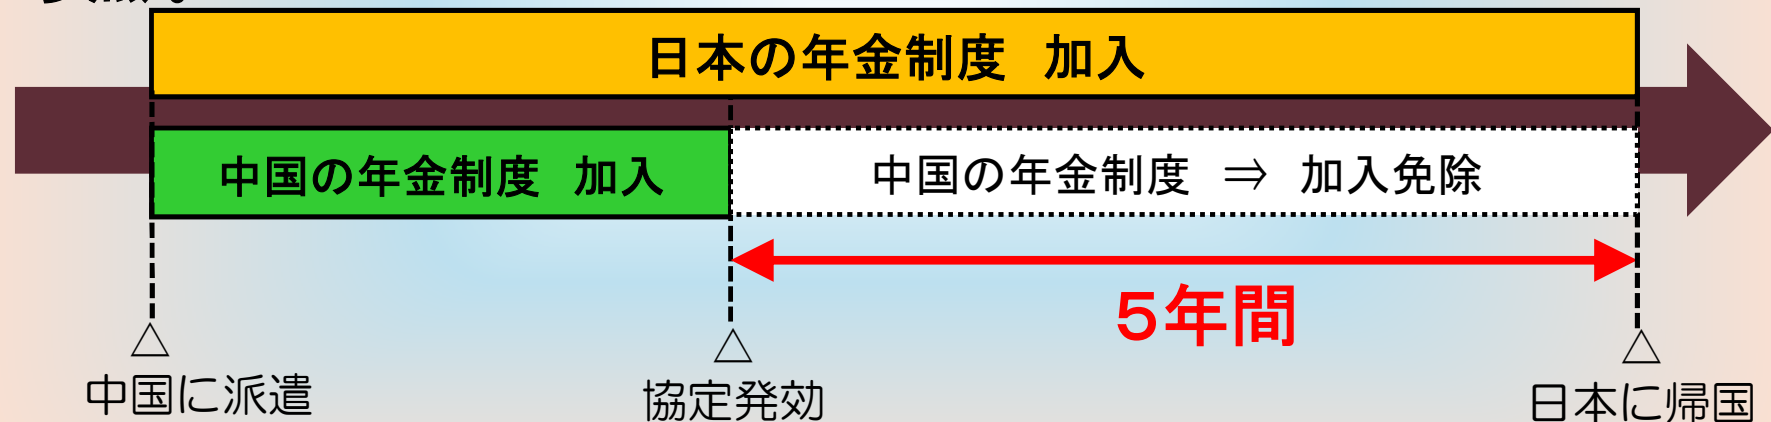 日本の年金制度　加入
中国の年金制度　加入
中国の年金制度　⇒　加入免除
５年間
△
△
△
中国に派遣
協定発効
日本に帰国